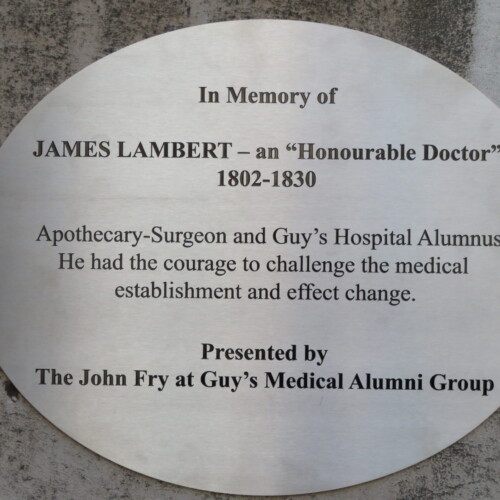 In Memory of
JAMES LAMBERT – an “Honourable Doctor”
1802-1830
Apothecary-Surgeon and Guy’s Hospital Alumnus
He had the courage to challenge the medical
establishment and effect change.
Presented by
The John Fry at Guy’s Medical Alumni Group